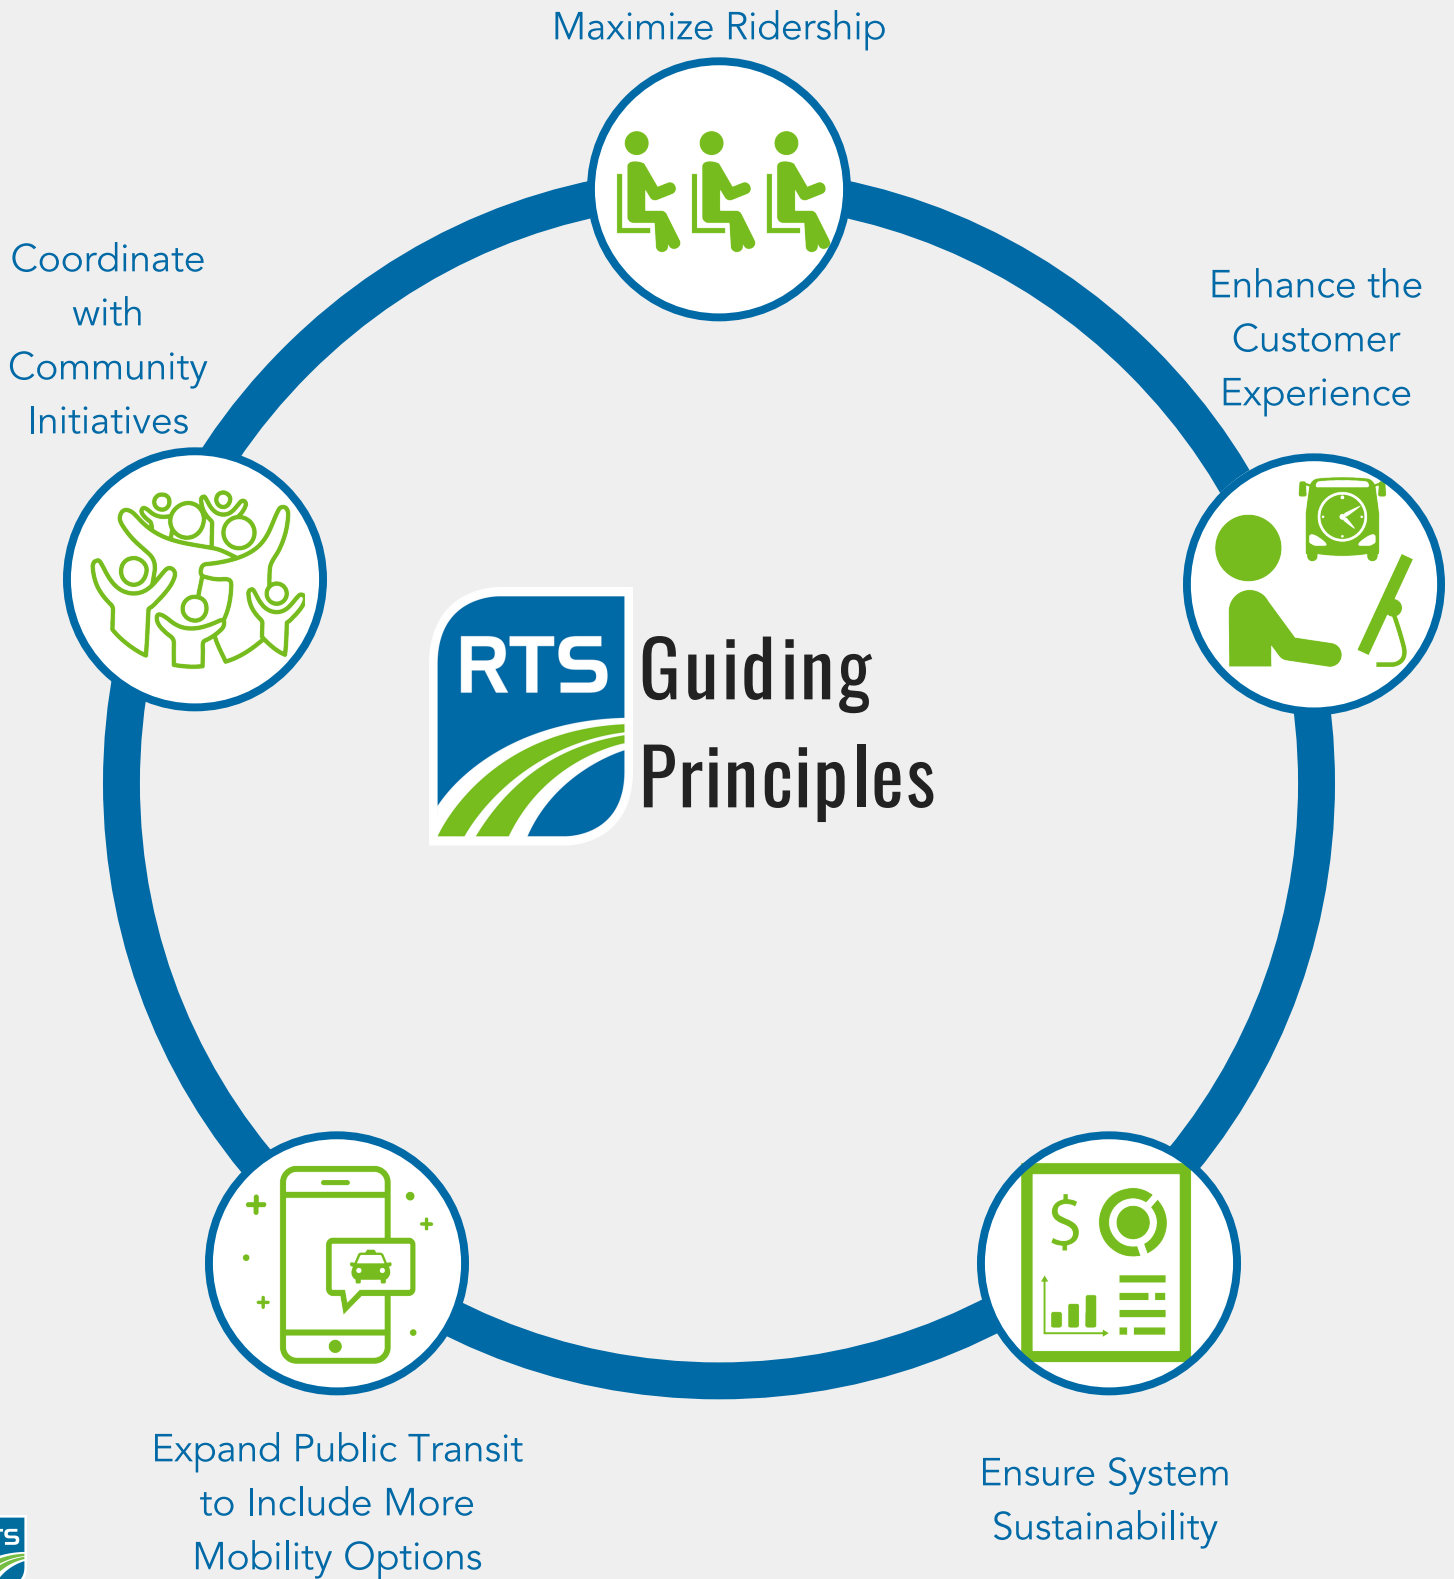 Maximize Ridership
Coordinate
with
Community
Initiatives
Enhance the
Customer
Experience
RTS
Guiding
Principles
$
Expand Public Transit
to Include More
Mobility Options
Ensure System
Sustainability
TS